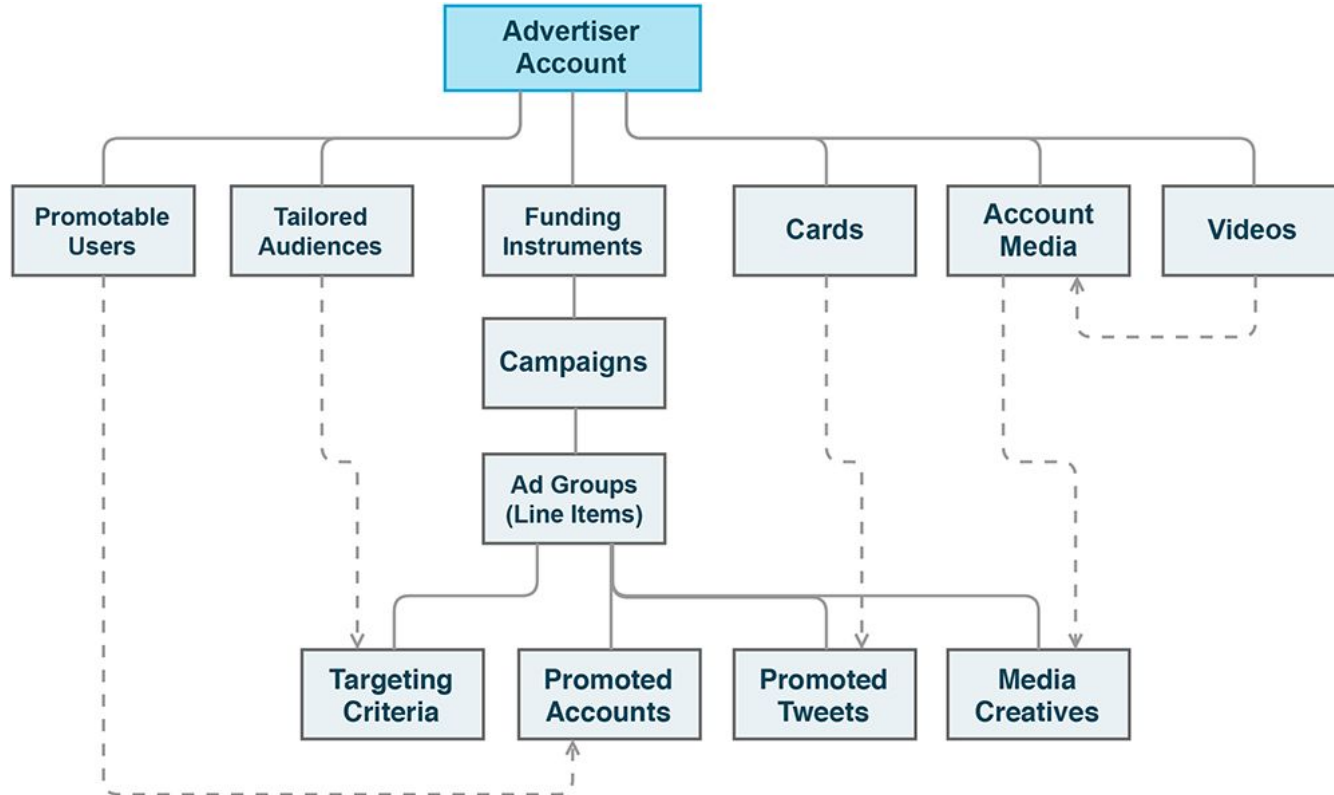 Advertiser
Account
Promotable
Users
Tailored
Audiences
Funding
Instruments
Cards
Account
Media
Videos
Campaigns
Ad Groups
(Line Items)
Targeting
Criteria
Promoted
Accounts
Promoted
Tweets
Media
Creatives